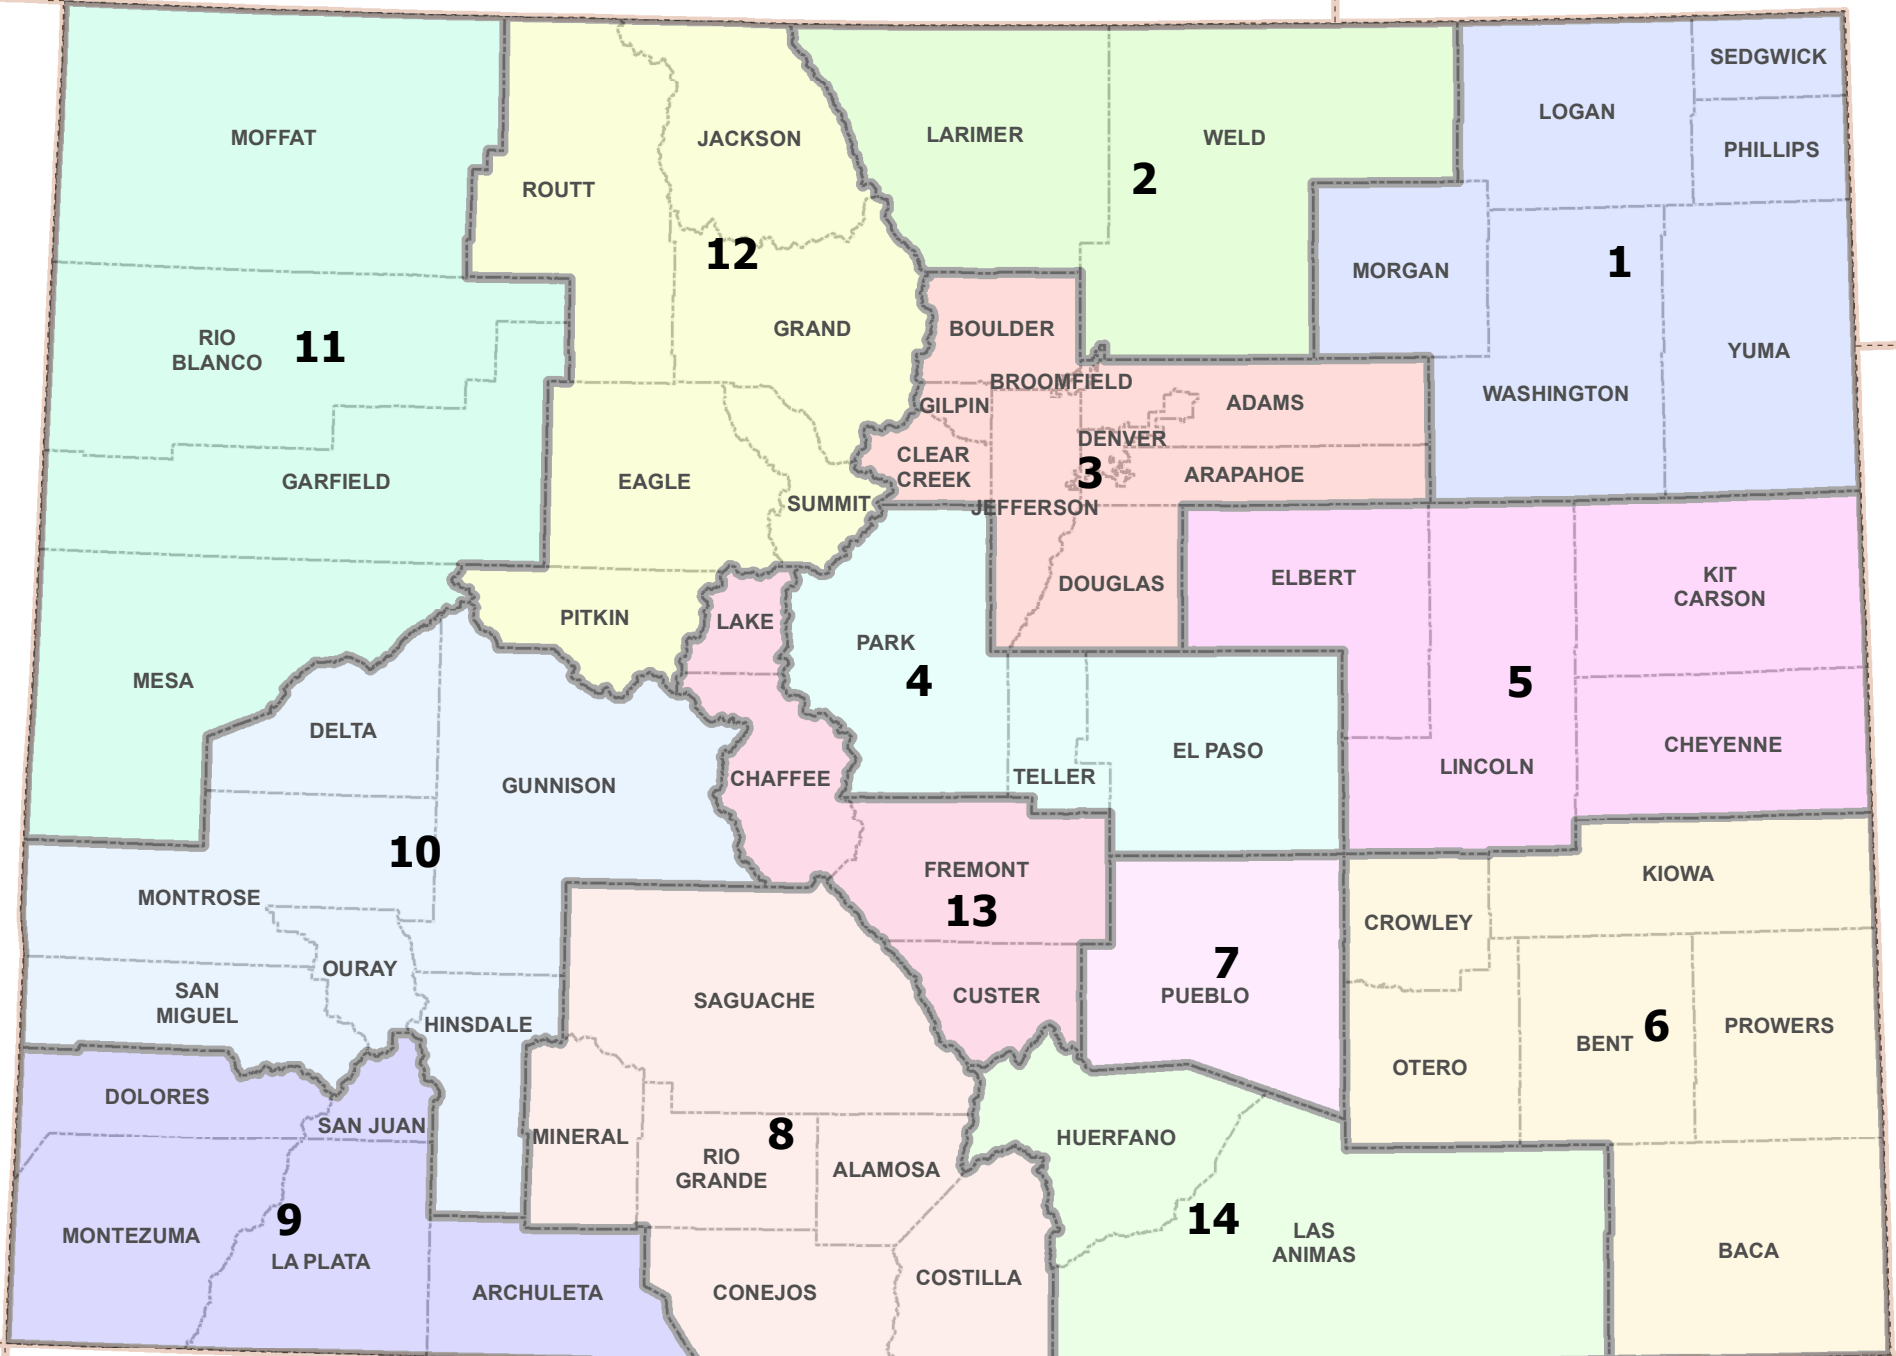 SEDGWICK
LOGAN
MOFFAT
JACKSON
LARIMER
WELD
PHILLIPS
ROUTT
2
12
1
MORGAN
RIO
BLANCO
11
GRAND
BOULDER
YUMA
BROOMFIELD
GILPIN
ADAMS
WASHINGTON
DENVER
CLEAR
CREEK
3
ARAPAHOE
GARFIELD
EAGLE
SUMMIT
JEFFERSON
ELBERT
KIT
CARSON
DOUGLAS
PITKIN
LAKE
PARK
4
5
MESA
DELTA
GUNNISON
CHAFFEE
TELLER
EL PASO
LINCOLN
CHEYENNE
10
MONTROSE
FREMONT
13
KIOWA
CROWLEY
OURAY
SAN
MIGUEL
SAGUACHE
CUSTER
7
PUEBLO
HINSDALE
BENT
6
PROWERS
OTERO
DOLORES
SAN JUAN
MINERAL
8
RIO
GRANDE
ALAMOSA
HUERFANO
9
MONTEZUMA
LA PLATA
14
LAS
ANIMAS
BACA
ARCHULETA
CONEJOS
COSTILLA